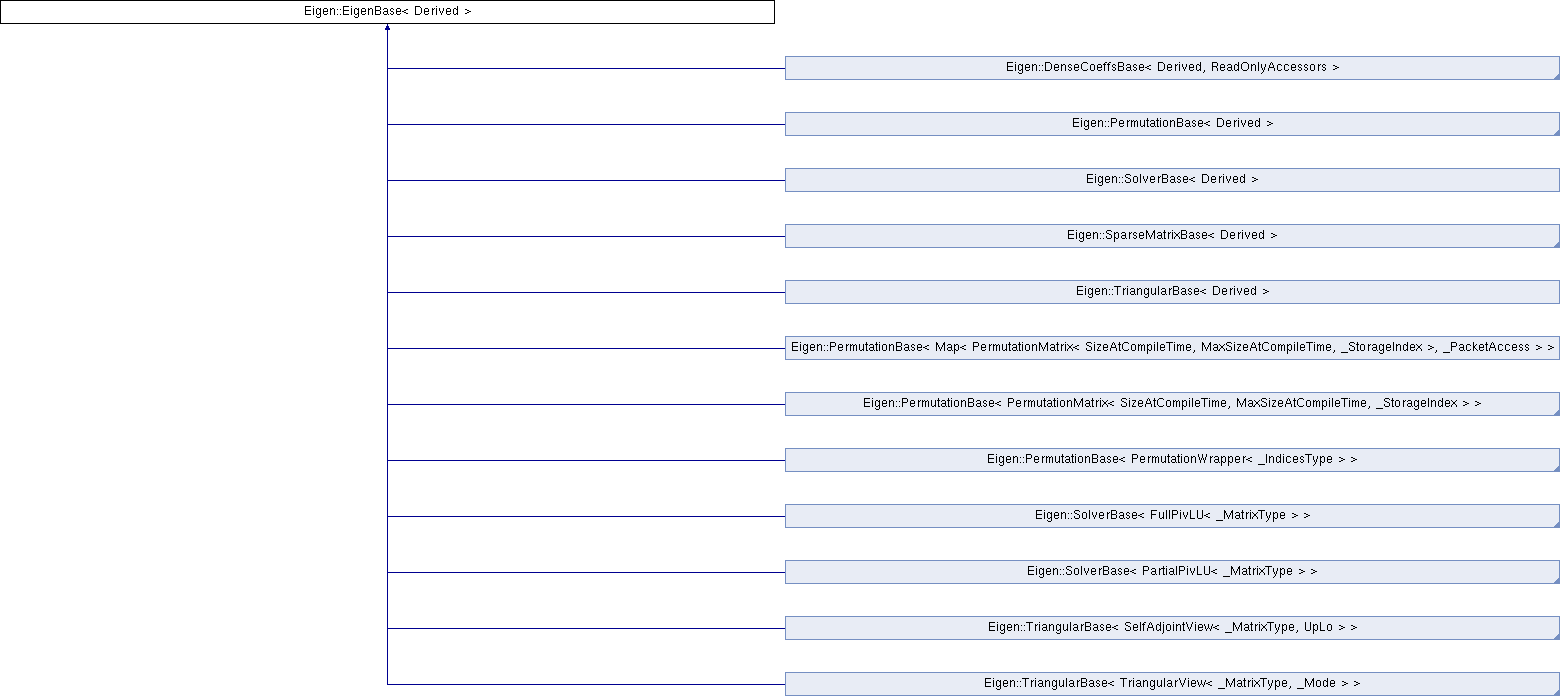 Eigen::EigenBase< Derived >
Eigen::DenseCoeffsBase< Derived, ReadOnlyAccessors >
Eigen::PermutationBase< Derived >
Eigen::SolverBase< Derived >
Eigen::SparseMatrixBase< Derived >
Eigen::TriangularBase< Derived >
Eigen::PermutationBase< Map< PermutationMatrix< SizeAtCompileTime, MaxSizeAtCompileTime, _StorageIndex >, _PacketAccess > >
Eigen::PermutationBase< PermutationMatrix< SizeAtCompileTime, MaxSizeAtCompileTime, _StorageIndex > >
Eigen::PermutationBase< PermutationWrapper< _IndicesType > >
Eigen::SolverBase< FullPivLU< _MatrixType > >
Eigen::SolverBase< PartialPivLU< _MatrixType > >
Eigen::TriangularBase< SelfAdjointView< _MatrixType, UpLo > >
Eigen::TriangularBase< TriangularView< _MatrixType, _Mode > >